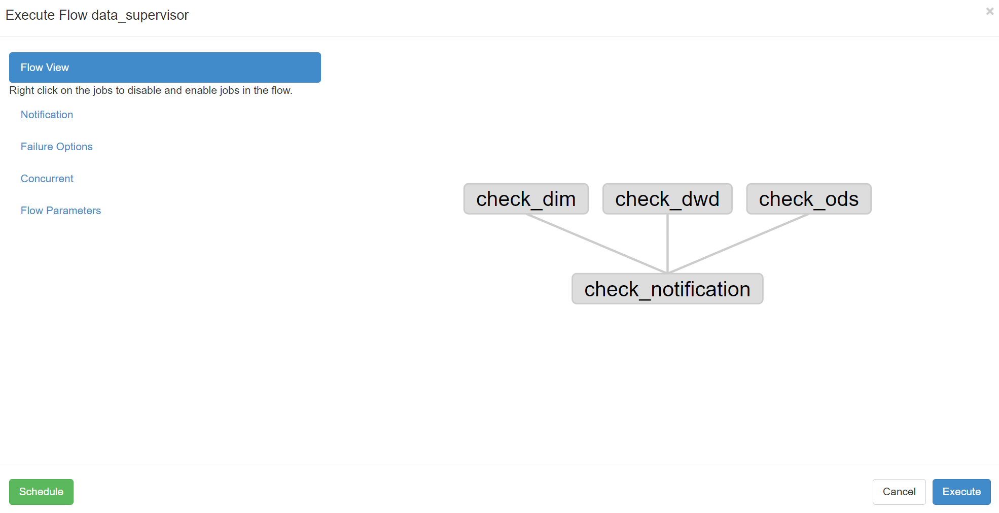 Execute Flow data_supervisor
×
Flow View
Right click on the jobs to disable and enable jobs in the flow.
Notification
Failure Options
Concurrent
Flow Parameters
check_dim
check_dwd
check_ods
check_notification
Schedule
Cancel
Execute